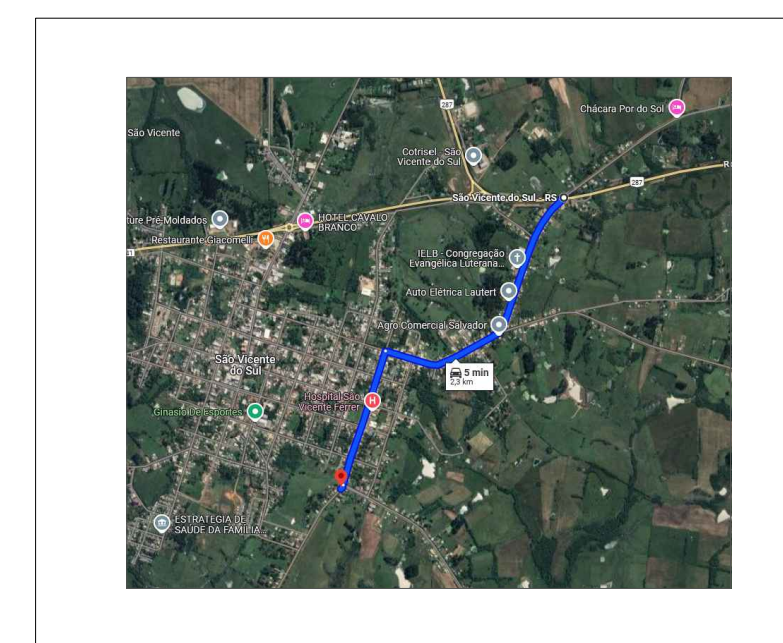 287
Chácara Por do Sol
São Vicente
Cotrisel - São
Vicente do Sul
R
287
São Vicente do Sul - RS
ture Pré-Moldados
HOTEL CAVALO
BRANCO
Restaurante Giacomelli
IELB - Congregação
Evangélica Luterana...
Auto Elétrica Lautert
Agro Comercial Salvador
São Vicente
do Sul
5 min
2,3 km
Hospital São
Vicente Ferrer
H
Ginasio De Esportes
ESTRATEGIA DE
SAUDE DA FAMILIA...